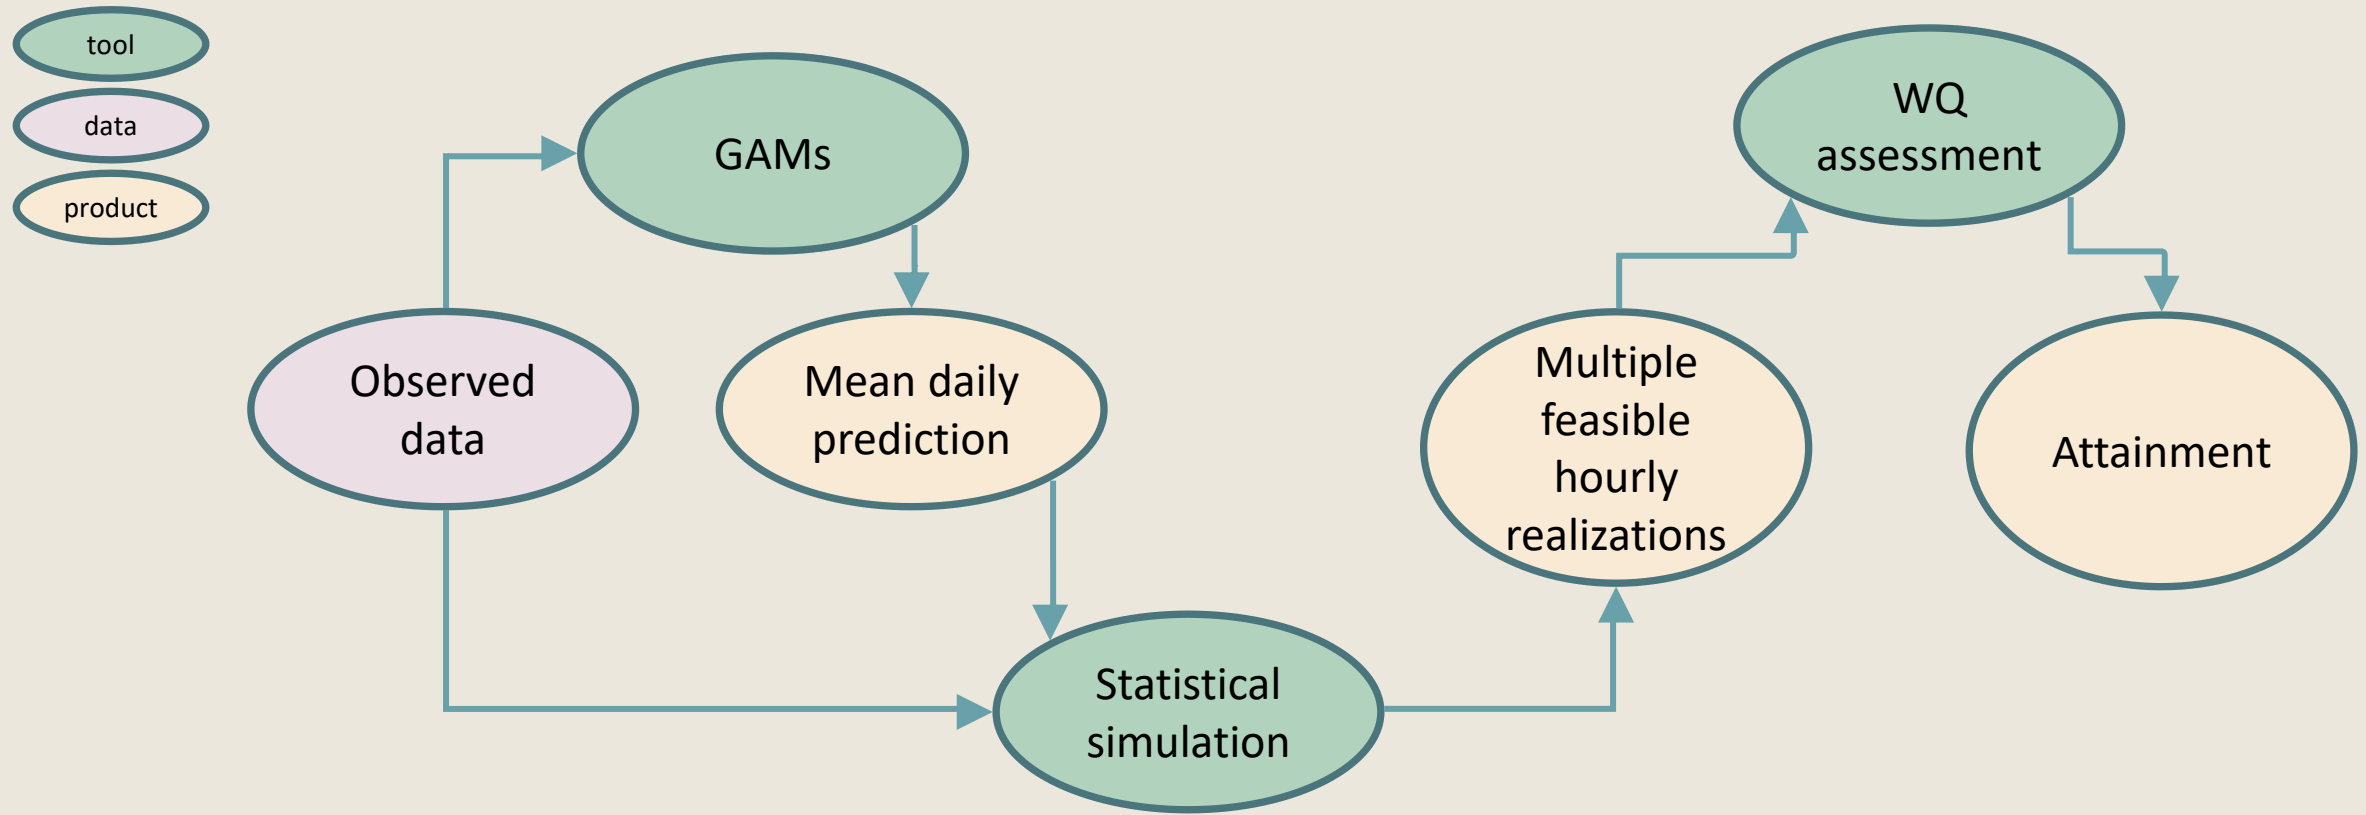 tool
data
product
GAMs
Observed
data
Mean daily
prediction
Statistical
simulation
Multiple
feasible
hourly
realizations
WQ
assessment
Attainment